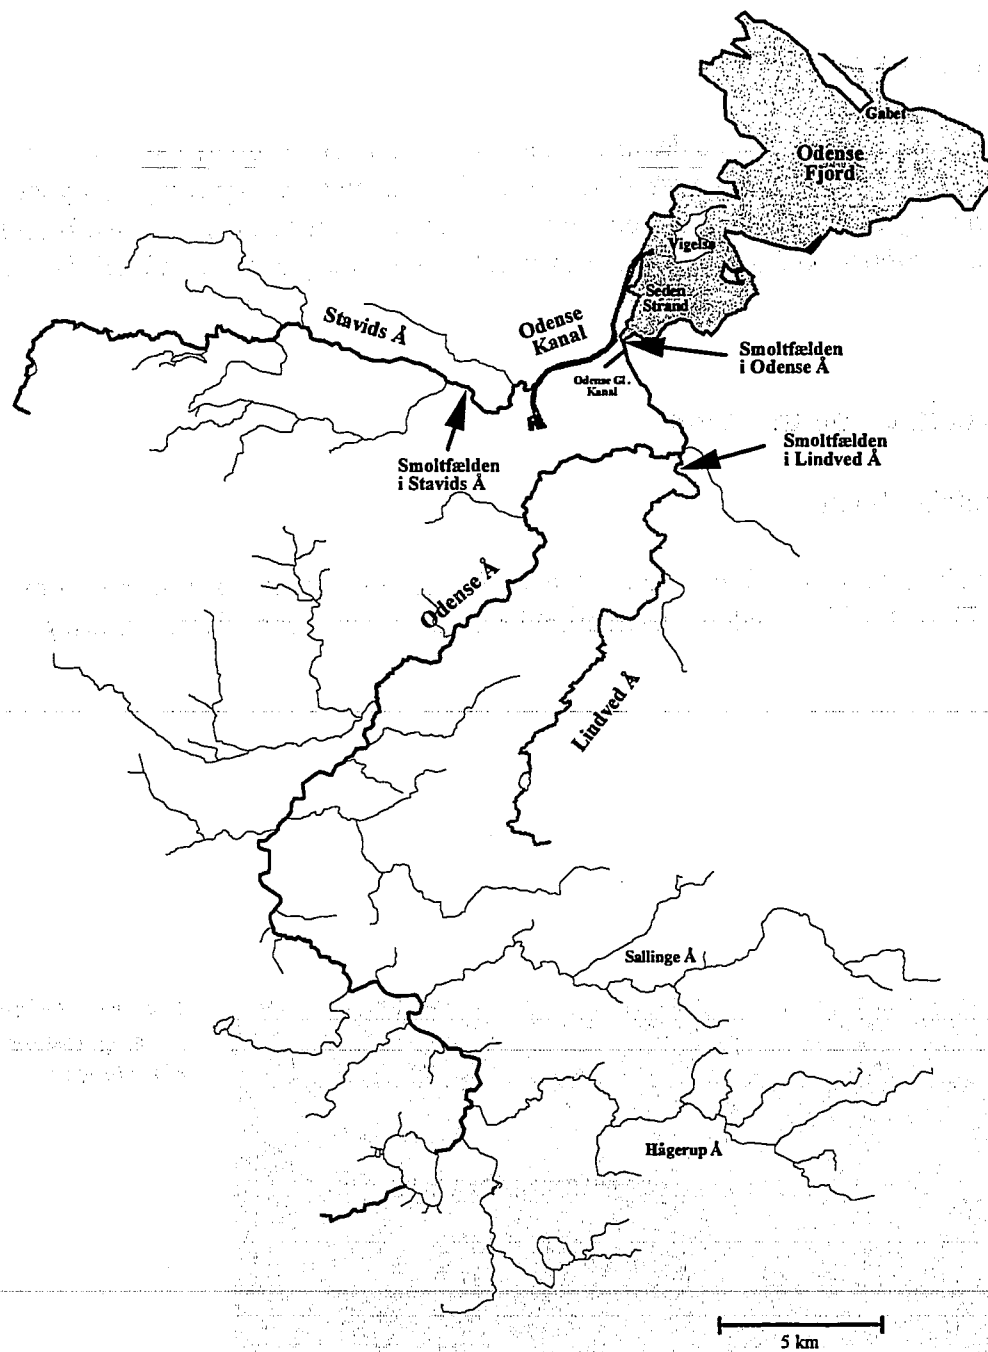 Gabet
Odense
Fjord
Vigelsø
Seden
Strand
Stavids Å
Odense
Kanal
Smoltfælden
i Odense Å
Odense Gl.
Kanal
Smoltfælden
i Lindved Å
Smoltfælden
i Stavids Å
Odense Å
Lindved Å
Sallinge Å
Hågerup Å
5 km